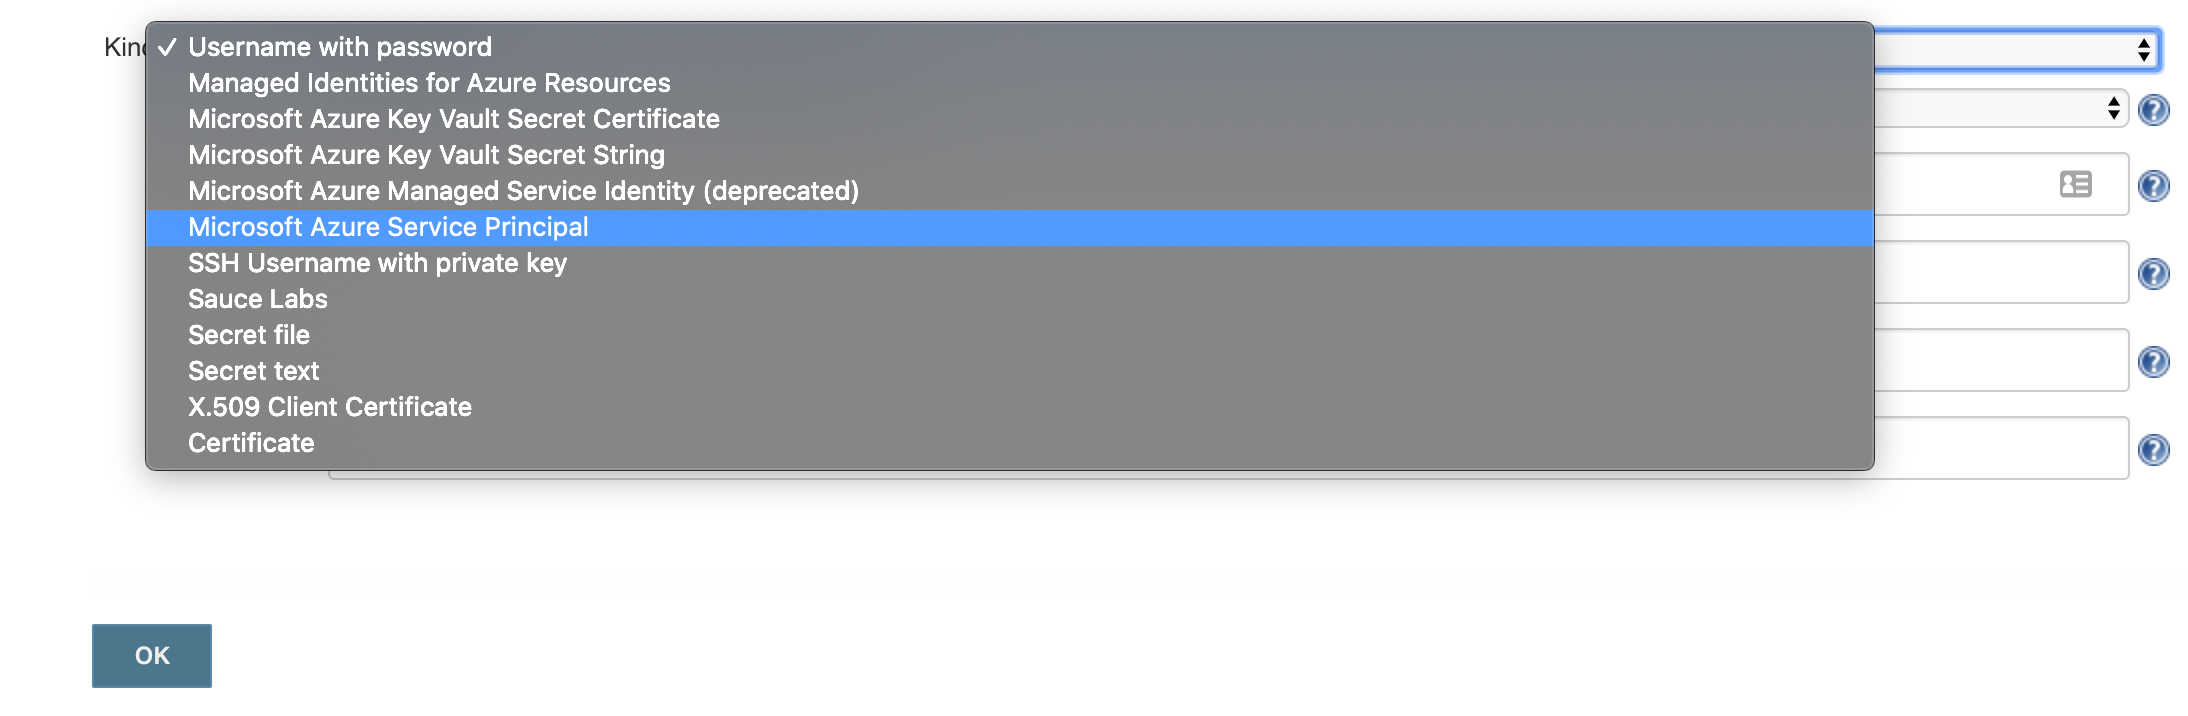 Kind
✓ Username with password
Managed Identities for Azure Resources
Microsoft Azure Key Vault Secret Certificate
Microsoft Azure Key Vault Secret String
Microsoft Azure Managed Service Identity (deprecated)
Microsoft Azure Service Principal
SSH Username with private key
Sauce Labs
Secret file
Secret text
X.509 Client Certificate
Certificate
OK